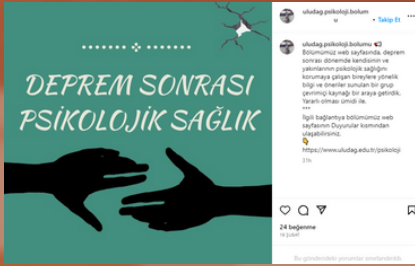 DEPREM SONRASI
PSİKOLOJİK SAĞLIK
uludag.psikoloji.bolum
u
• Takip Et
...
uludag.psikoloji.bolumu
Bölümümüz web sayfasında, deprem
sonrası dönemde kendisinin ve
yakınlarının psikolojik sağlığını
korumaya çalışan bireylere yönelik
bilgi ve öneriler sunulan bir grup
çevrimiçi kaynağı bir araya getirdik.
Yararlı olması ümidi ile.
***
İlgili bağlantıya bölümümüz web
sayfasının Duyurular kısmından
ulaşabilirsiniz.
https://www.uludag.edu.tr/psikoloji
24 beğenme
Bu gönderideki yorumlar sınırlandırıldı.